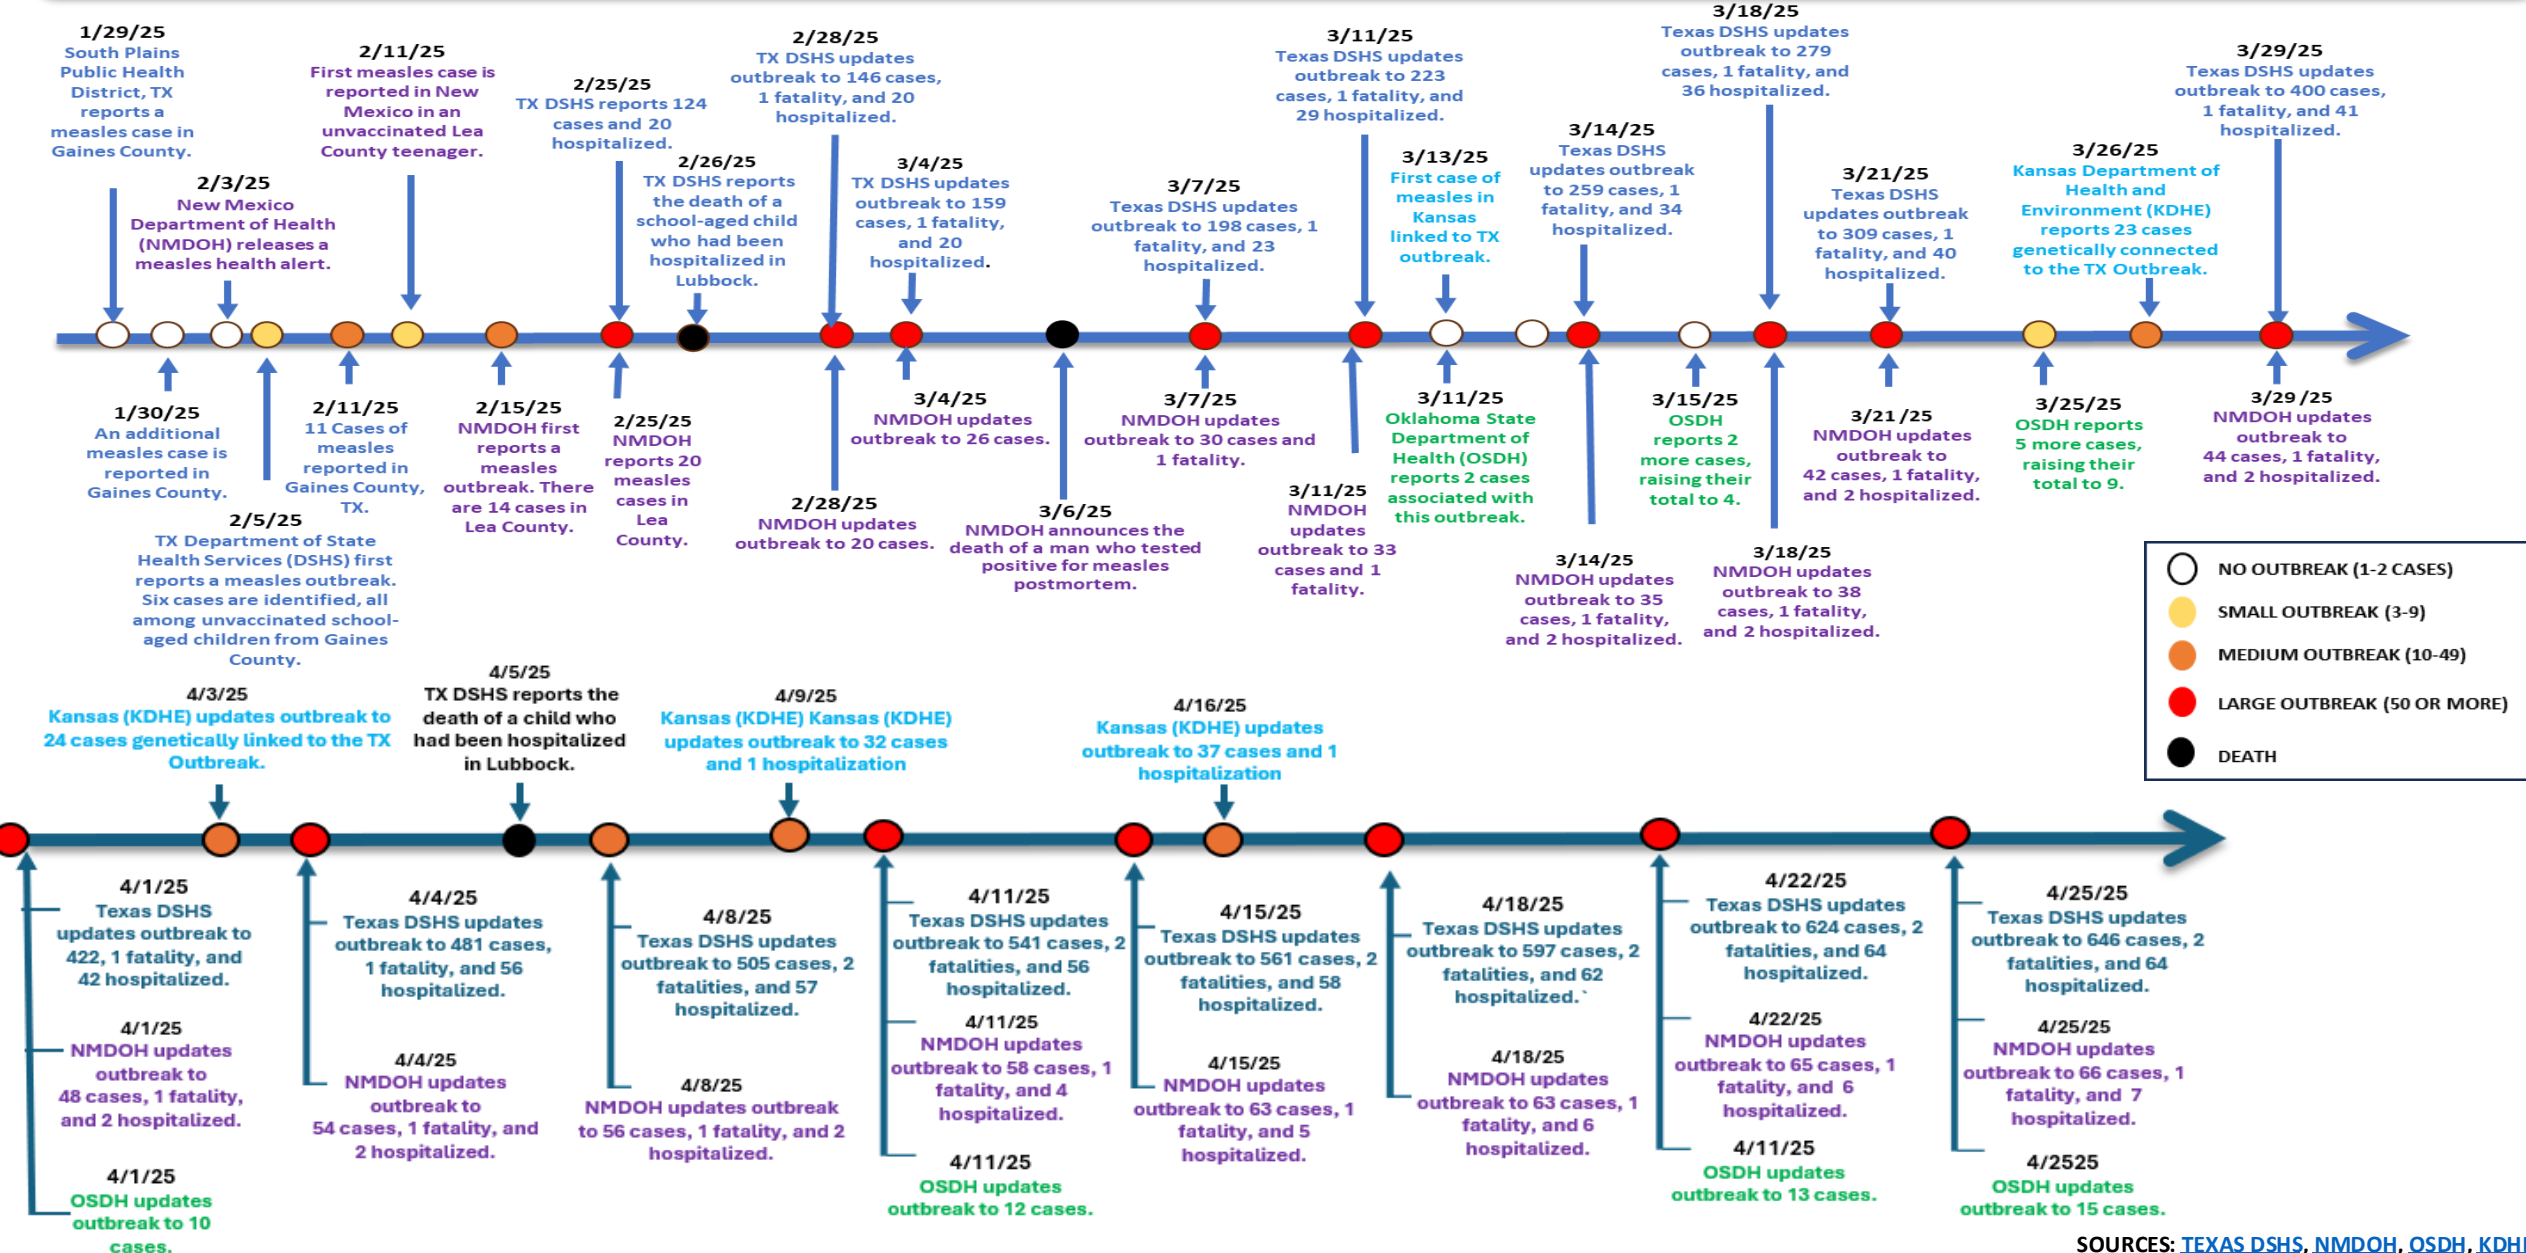 1/29/25
South Plains
Public Health
District, TX
reports a
measles case in
Gaines County.
2/3/25
New Mexico
Department of Health
(NMDOH) releases a
measles health alert.
2/11/25
First measles case is
reported in New
Mexico in an
unvaccinated Lea
County teenager.
2/25/25
TX DSHS reports 124
cases and 20
hospitalized.
2/26/25
TX DSHS reports
the death of a
school-aged child
who had been
hospitalized in
Lubbock.
2/28/25
TX DSHS updates
outbreak to 146 cases,
1 fatality, and 20
hospitalized.
3/4/25
TX DSHS updates
outbreak to 159
cases, 1 fatality,
and 20
hospitalized.
3/7/25
Texas DSHS updates
outbreak to 198 cases, 1
fatality, and 23
hospitalized.
3/11/25
Texas DSHS updates
outbreak to 223
cases, 1 fatality, and
29 hospitalized.
3/13/25
First case of
measles in
Kansas
linked to TX
outbreak.
3/14/25
Texas DSHS
updates outbreak
to 259 cases, 1
fatality, and 34
hospitalized.
3/18/25
Texas DSHS updates
outbreak to 279
cases, 1 fatality, and
36 hospitalized.
3/21/25
Texas DSHS
updates outbreak
to 309 cases, 1
fatality, and 40
hospitalized.
3/26/25
Kansas Department of
Health and
Environment (KDHE)
reports 23 cases
genetically connected
to the TX Outbreak.
3/29/25
Texas DSHS updates
outbreak to 400 cases,
1 fatality, and 41
hospitalized.
1/30/25
An additional
measles case is
reported in
Gaines County.
2/5/25
TX Department of State
Health Services (DSHS) first
reports a measles outbreak.
Six cases are identified, all
among unvaccinated school-
aged children from Gaines
County.
2/11/25
11 Cases of
measles
reported in
Gaines County,
TX.
2/15/25
NMDOH first
reports a
measles
outbreak. There
are 14 cases in
Lea County.
2/25/25
NMDOH
reports 20
measles
cases in
Lea
County.
2/28/25
NMDOH updates
outbreak to 20 cases.
3/4/25
NMDOH updates
outbreak to 26 cases.
3/6/25
NMDOH announces the
death of a man who tested
positive for measles
postmortem.
3/7/25
NMDOH updates
outbreak to 30 cases and
1 fatality.
3/11/25
NMDOH
updates
outbreak to 33
cases and 1
fatality.
3/11/25
Oklahoma State
Department of
Health (OSDH)
reports 2 cases
associated with
this outbreak.
3/14/25
NMDOH updates
outbreak to 35
cases, 1 fatality,
and 2 hospitalized.
3/15/25
OSDH
reports 2
more cases,
raising their
total to 4.
3/18/25
NMDOH updates
outbreak to 38
cases, 1 fatality,
and 2 hospitalized.
3/21/25
NMDOH updates
outbreak to
42 cases, 1 fatality,
and 2 hospitalized.
3/25/25
OSDH reports
5 more cases,
raising their
total to 9.
3/29 /25
NMDOH updates
outbreak to
44 cases, 1 fatality,
and 2 hospitalized.
NO OUTBREAK (1-2 CASES)
SMALL OUTBREAK (3-9)
MEDIUM OUTBREAK (10-49)
LARGE OUTBREAK (50 OR MORE)
DEATH
4/3/25
Kansas (KDHE) updates outbreak to
24 cases genetically linked to the TX
Outbreak.
4/5/25
TX DSHS reports the
death of a child who
had been hospitalized
in Lubbock.
4/9/25
Kansas (KDHE) Kansas (KDHE)
updates outbreak to 32 cases
and 1 hospitalization
4/16/25
Kansas (KDHE) updates
outbreak to 37 cases and 1
hospitalization
4/1/25
Texas DSHS
updates outbreak to
422, 1 fatality, and
42 hospitalized.
4/1/25
NMDOH updates
outbreak to
48 cases, 1 fatality,
and 2 hospitalized.
4/1/25
OSDH updates
outbreak to 10
cases.
4/4/25
Texas DSHS updates
outbreak to 481 cases,
1 fatality, and 56
hospitalized.
4/4/25
NMDOH updates
outbreak to
54 cases, 1 fatality, and
2 hospitalized.
4/8/25
Texas DSHS updates
outbreak to 505 cases, 2
fatalities, and 57
hospitalized.
4/8/25
NMDOH updates outbreak
to 56 cases, 1 fatality, and 2
hospitalized.
4/11/25
Texas DSHS updates
outbreak to 541 cases, 2
fatalities, and 56
hospitalized.
4/11/25
NMDOH updates
outbreak to 58 cases, 1
fatality, and 4
hospitalized.
4/11/25
OSDH updates
outbreak to 12 cases.
4/15/25
Texas DSHS updates
outbreak to 561 cases, 2
fatalities, and 58
hospitalized.
4/15/25
NMDOH updates
outbreak to 63 cases, 1
fatality, and 5
hospitalized.
4/18/25
Texas DSHS updates
outbreak to 597 cases, 2
fatalities, and 62
hospitalized.`
4/18/25
NMDOH updates
outbreak to 63 cases, 1
fatality, and 6
hospitalized.
4/22/25
Texas DSHS updates
outbreak to 624 cases, 2
fatalities, and 64
hospitalized.
4/22/25
NMDOH updates
outbreak to 65 cases, 1
fatality, and 6
hospitalized.
4/11/25
OSDH updates
outbreak to 13 cases.
4/25/25
Texas DSHS updates
outbreak to 646 cases, 2
fatalities, and 64
hospitalized.
4/25/25
NMDOH updates
outbreak to 66 cases, 1
fatality, and 7
hospitalized.
4/2525
OSDH updates
outbreak to 15 cases.
SOURCES: TEXAS DSHS, NMDOH, OSDH, KDHE